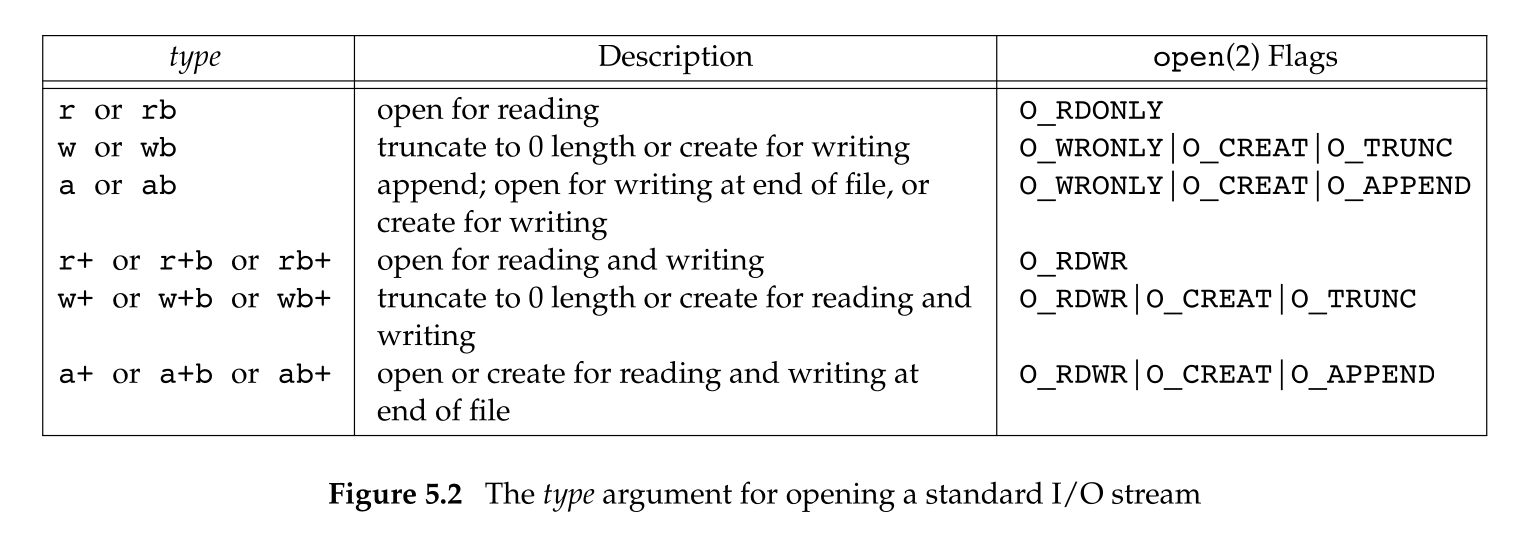 type Description open(2) Flags
r or rb open for reading O_RDONLY
w or wb truncate to 0 length or create for writing O_WRONLY|O_CREAT|O_TRUNC
a or ab append; open for writing at end of file, or O_WRONLY|O_CREAT|O_APPEND
create for writing
r+ or r+b or rb+ open for reading and writing O_RDWR
w+ or w+b or wb+ truncate to 0 length or create for reading and O_RDWR|O_CREAT|O_TRUNC
writing
a+ or a+b or ab+ open or create for reading and writing at O_RDWR|O_CREAT|O_APPEND
end of file
Figure 5.2 The type argument for opening a standard I/O stream